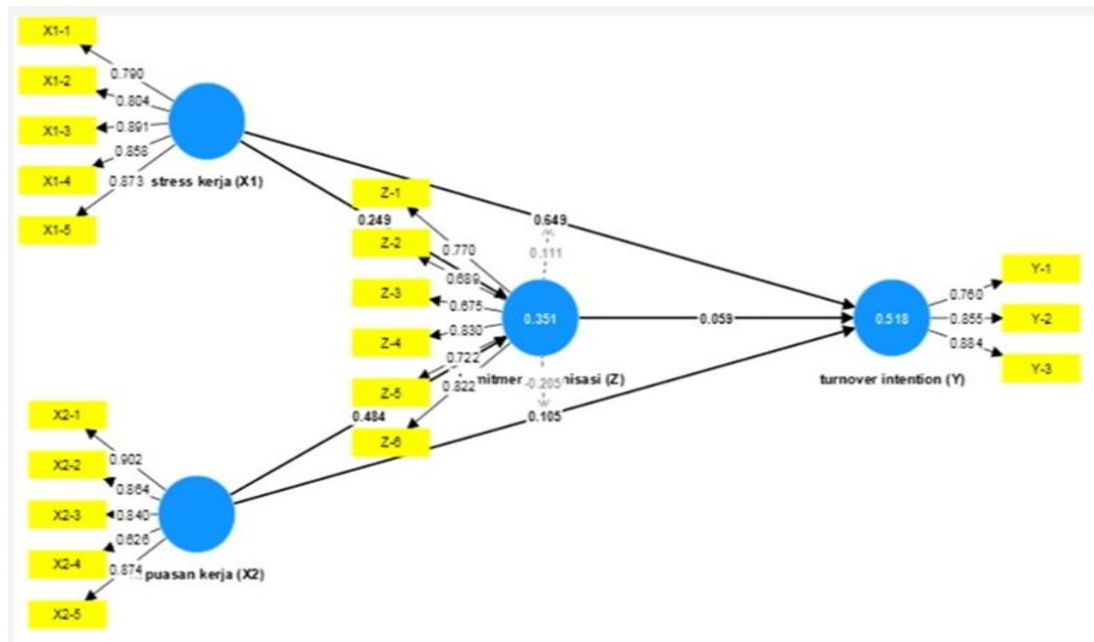 X1-1
X1-2
X1-3
X1-4
X1-5
0.790
0.804
0.891
0.858
0.873
stress kerja (X1)
Z-1
Z-2
Z-3
Z-4
Z-5
Z-6
0.249
0.649
0.111
0.770
0.689
0.675
0.830
0.722
0.822
0.351
0.059
0.518
nisasi (Z)
-0.205
0.484
0.105
turnover intention (Y)
Y-1
Y-2
Y-3
0.760
0.855
0.884
X2-1
X2-2
X2-3
X2-4
X2-5
0.902
0.864
0.840
0.626
0.874
puasan kerja (X2)